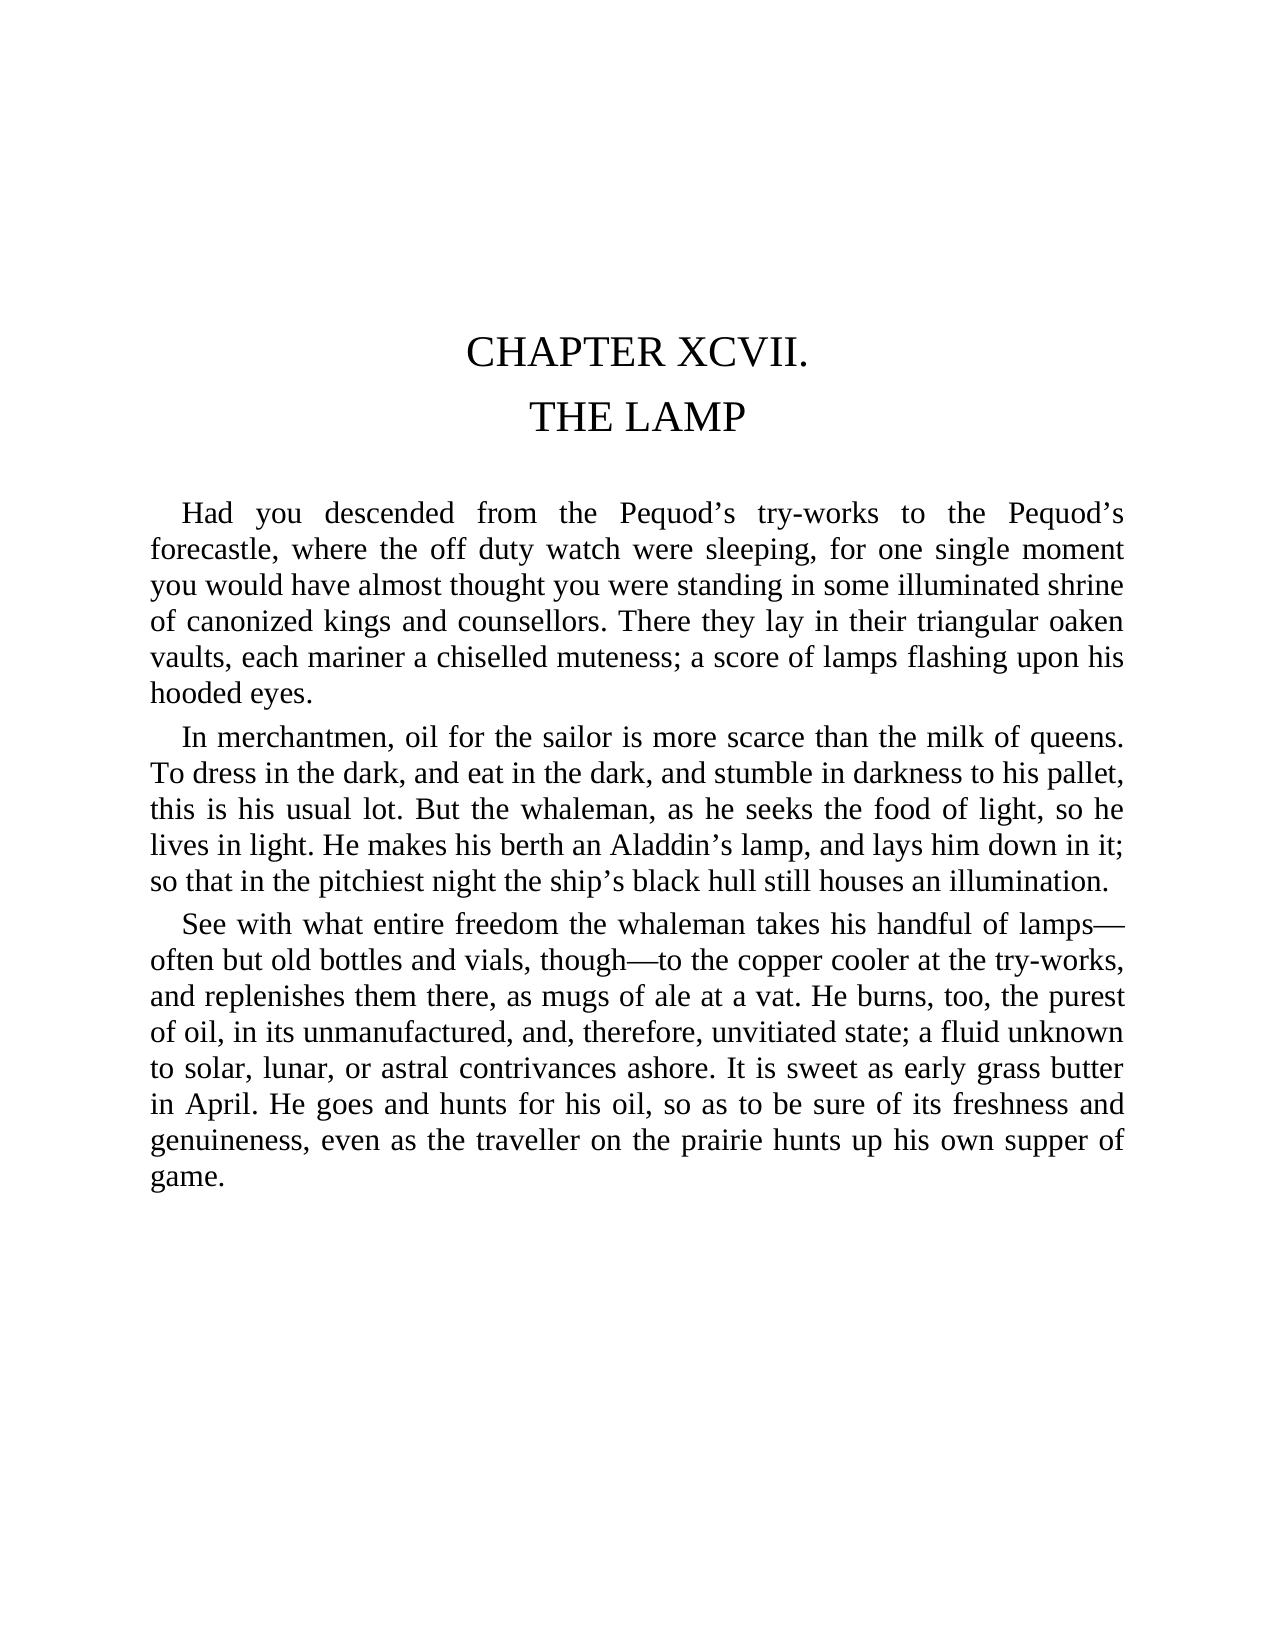 CHAPTER XCVII.
THE LAMP
Had you descended from the Pequod’s try-works to the Pequod’s
forecastle, where the off duty watch were sleeping, for one single moment
you would have almost thought you were standing in some illuminated shrine
of canonized kings and counsellors. There they lay in their triangular oaken
vaults, each mariner a chiselled muteness; a score of lamps flashing upon his
hooded eyes.
In merchantmen, oil for the sailor is more scarce than the milk of queens.
To dress in the dark, and eat in the dark, and stumble in darkness to his pallet,
this is his usual lot. But the whaleman, as he seeks the food of light, so he
lives in light. He makes his berth an Aladdin’s lamp, and lays him down in it;
so that in the pitchiest night the ship’s black hull still houses an illumination.
See with what entire freedom the whaleman takes his handful of lamps—
often but old bottles and vials, though—to the copper cooler at the try-works,
and replenishes them there, as mugs of ale at a vat. He burns, too, the purest
of oil, in its unmanufactured, and, therefore, unvitiated state; a fluid unknown
to solar, lunar, or astral contrivances ashore. It is sweet as early grass butter
in April. He goes and hunts for his oil, so as to be sure of its freshness and
genuineness, even as the traveller on the prairie hunts up his own supper of
game.